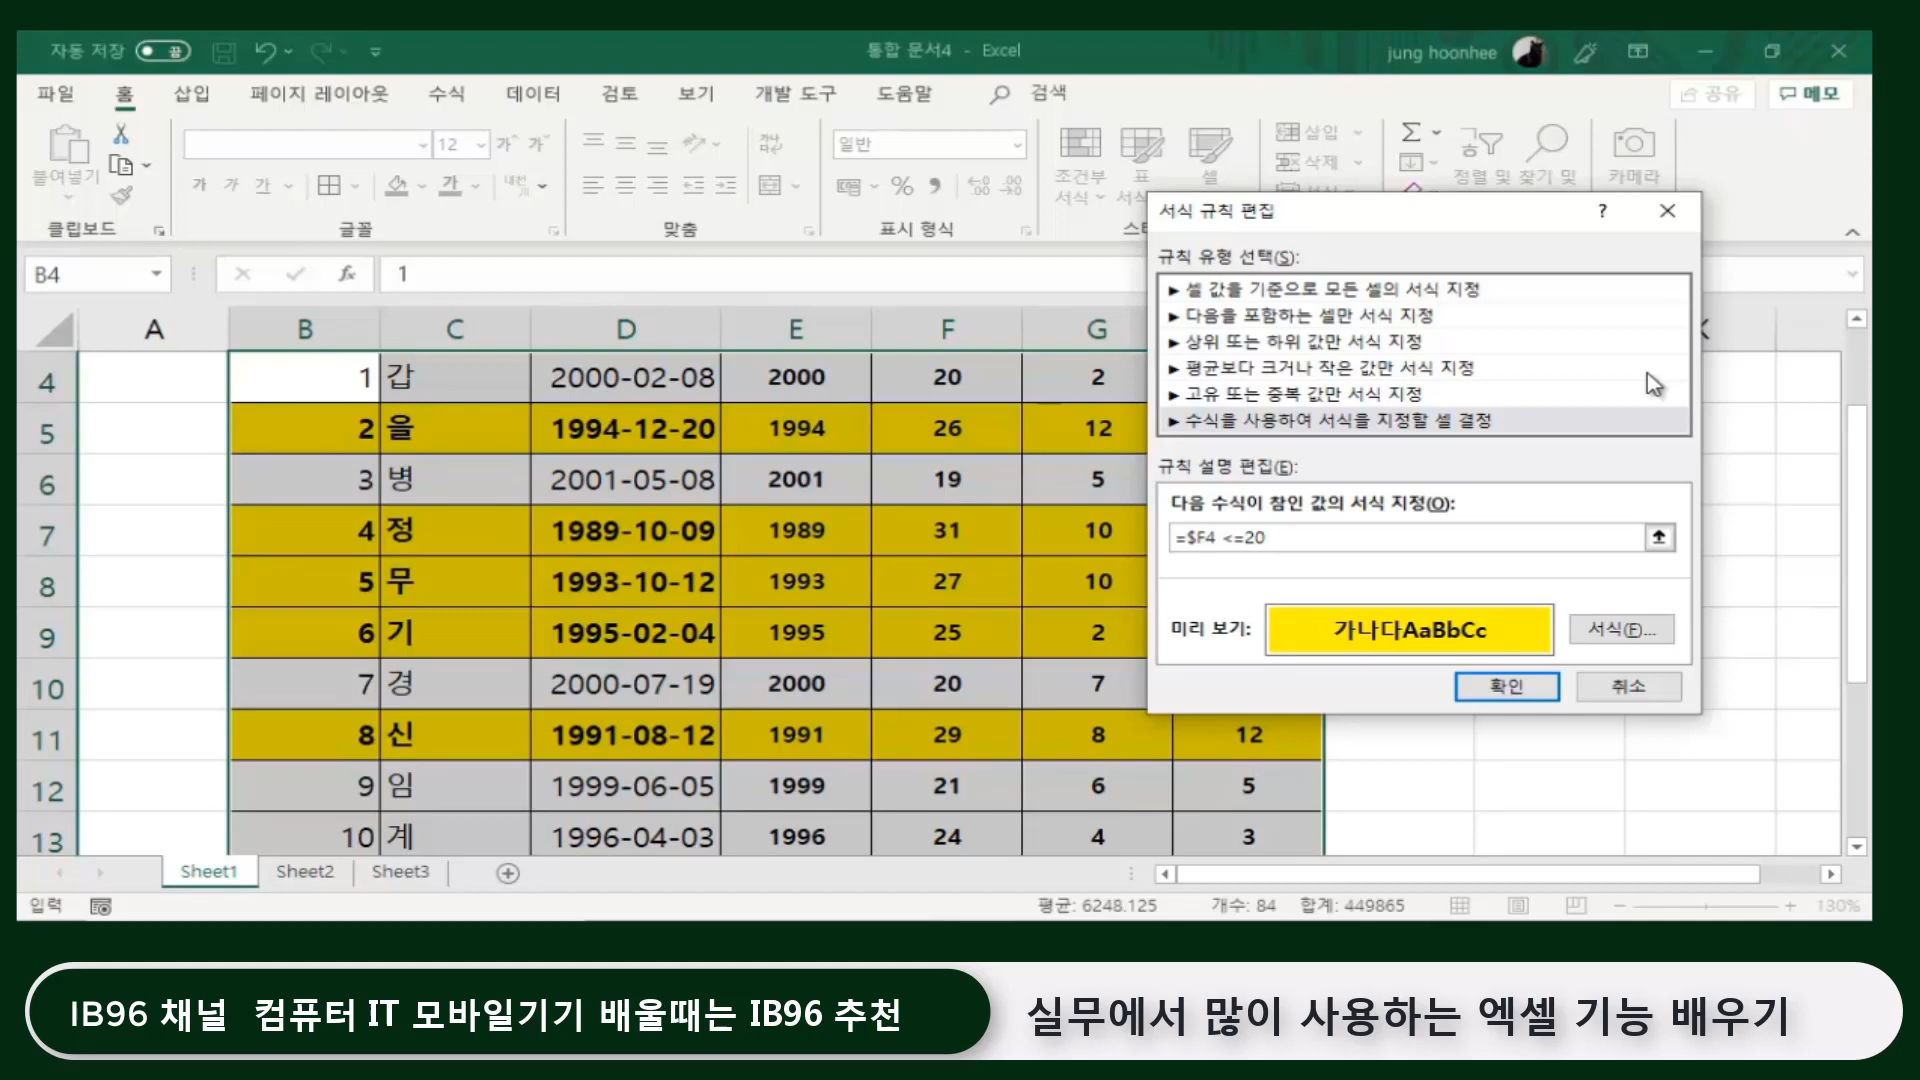 자동 저장 끔
통합 문서4 - Excel
jung hoonhee
파일 홈 삽입 페이지 레이아웃 수식 데이터 검토 보기 개발 도구 도움말 검색
공유 메모
붙여넣기
12 가 가
가 가 가 가 내천
가나다
일반
% 9
조건부
서식
표
서식
셀
삽입
삭제
서식
정렬 및 찾기 및
카메라
클립보드 글꼴 맞춤 표시 형식
B4 fx 1
A B C D E F G K
4 1 갑 2000-02-08 2000 20 2
5 2 을 1994-12-20 1994 26 12
6 3 병 2001-05-08 2001 19 5
7 4 정 1989-10-09 1989 31 10
8 5 무 1993-10-12 1993 27 10
9 6 기 1995-02-04 1995 25 2
10 7 경 2000-07-19 2000 20 7
11 8 신 1991-08-12 1991 29 8 12
12 9 임 1999-06-05 1999 21 6 5
13 10 계 1996-04-03 1996 24 4 3
서식 규칙 편집 ?
규칙 유형 선택(S):
► 셀 값을 기준으로 모든 셀의 서식 지정
► 다음을 포함하는 셀만 서식 지정
► 상위 또는 하위 값만 서식 지정
► 평균보다 크거나 작은 값만 서식 지정
► 고유 또는 중복 값만 서식 지정
► 수식을 사용하여 서식을 지정할 셀 결정
규칙 설명 편집(E):
다음 수식이 참인 값의 서식 지정(O):
=$F4 <=20
미리 보기: 가나다AaBbCc 서식(F)...
확인 취소
Sheet1 Sheet2 Sheet3
입력 평균: 6248.125 개수: 84 합계: 449865 130%
IB96 채널 컴퓨터 IT 모바일기기 배울때는 IB96 추천
실무에서 많이 사용하는 엑셀 기능 배우기